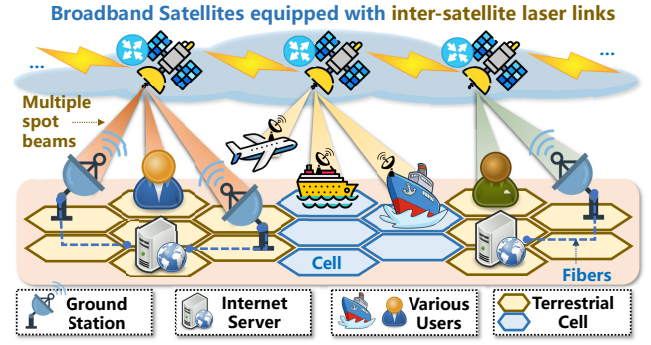 Broadband Satellites equipped with inter-satellite laser links
...
...
Multiple
spot
beams
Cell
Fibers
Ground
Station
Internet
Server
Various
Users
Terrestrial
Cell